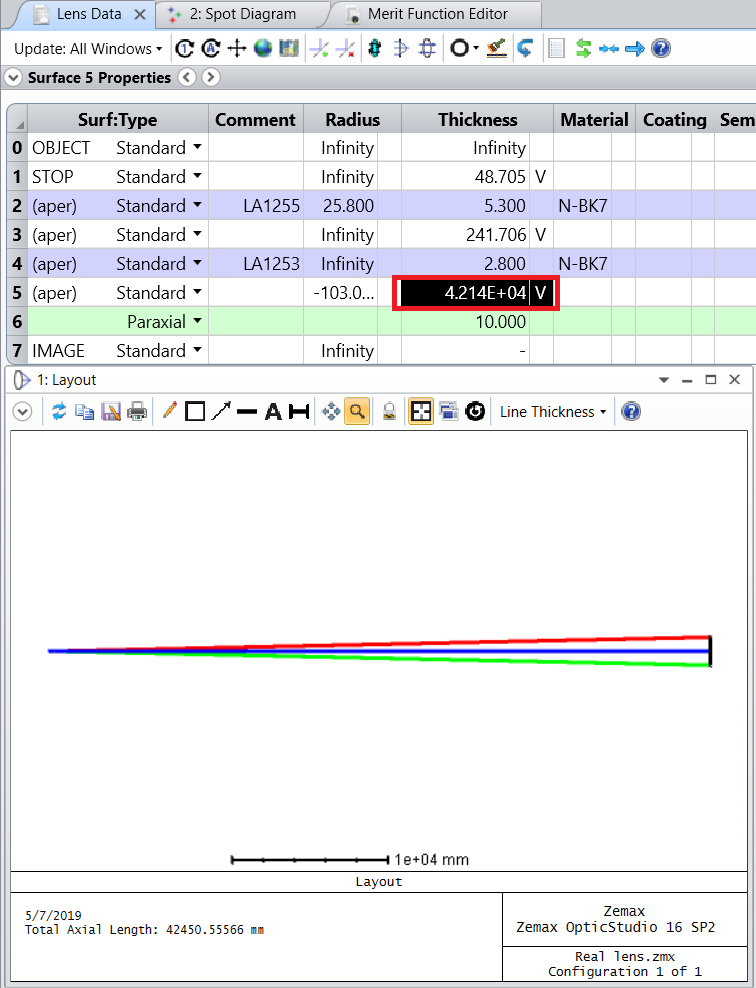 Lens Data 2: Spot Diagram Merit Function Editor
Update: All Windows
Surface 5 Properties
Surf:Type Comment Radius Thickness Material Coating Sem
0 OBJECT Standard Infinity Infinity
1 STOP Standard Infinity 48.705 V
2 (aper) Standard LA1255 25.800 5.300 N-BK7
3 (aper) Standard Infinity 241.706 V
4 (aper) Standard LA1253 Infinity 2.800 N-BK7
5 (aper) Standard -103.0... 4.214E+04 V
6 Paraxial 10.000
7 IMAGE Standard Infinity -
1: Layout
Line Thickness
1e+04 mm
Layout
5/7/2019
Total Axial Length: 42450.55566 mm
Zemax
Zemax OpticStudio 16 SP2
Real lens.zmx
Configuration 1 of 1